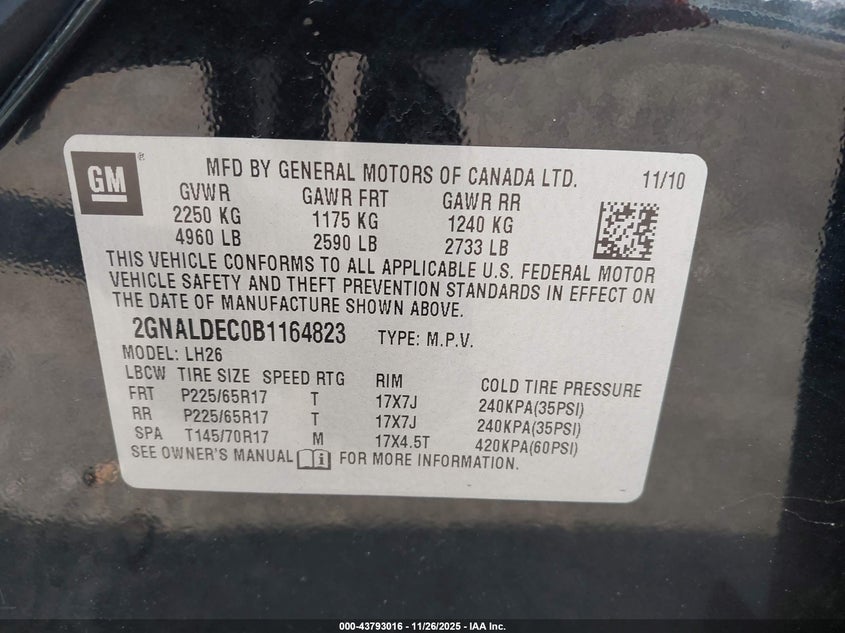 GM® MFD BY GENERAL MOTORS OF CANADA LTD. 11/10
GVWR GAWR FRT GAWR RR
2250 KG 1175 KG 1240 KG
4960 LB 2590 LB 2733 LB
THIS VEHICLE CONFORMS TO ALL APPLICABLE U.S. FEDERAL MOTOR
VEHICLE SAFETY AND THEFT PREVENTION STANDARDS IN EFFECT ON
THE DATE OF MANUFACTURE SHOWN ABOVE.
2GNALDEC0B1164823 TYPE: M.P.V.
MODEL: LH26
LBCW TIRE SIZE SPEED RTG RIM COLD TIRE PRESSURE
FRT P225/65R17 T 17X7J 240KPA(35PSI)
RR P225/65R17 T 17X7J 240KPA(35PSI)
SPA T145/70R17 M 17X4.5T 420KPA(60PSI)
SEE OWNER'S MANUAL FOR MORE INFORMATION.
000-43793016 - 11/26/2025 - IAA Inc.